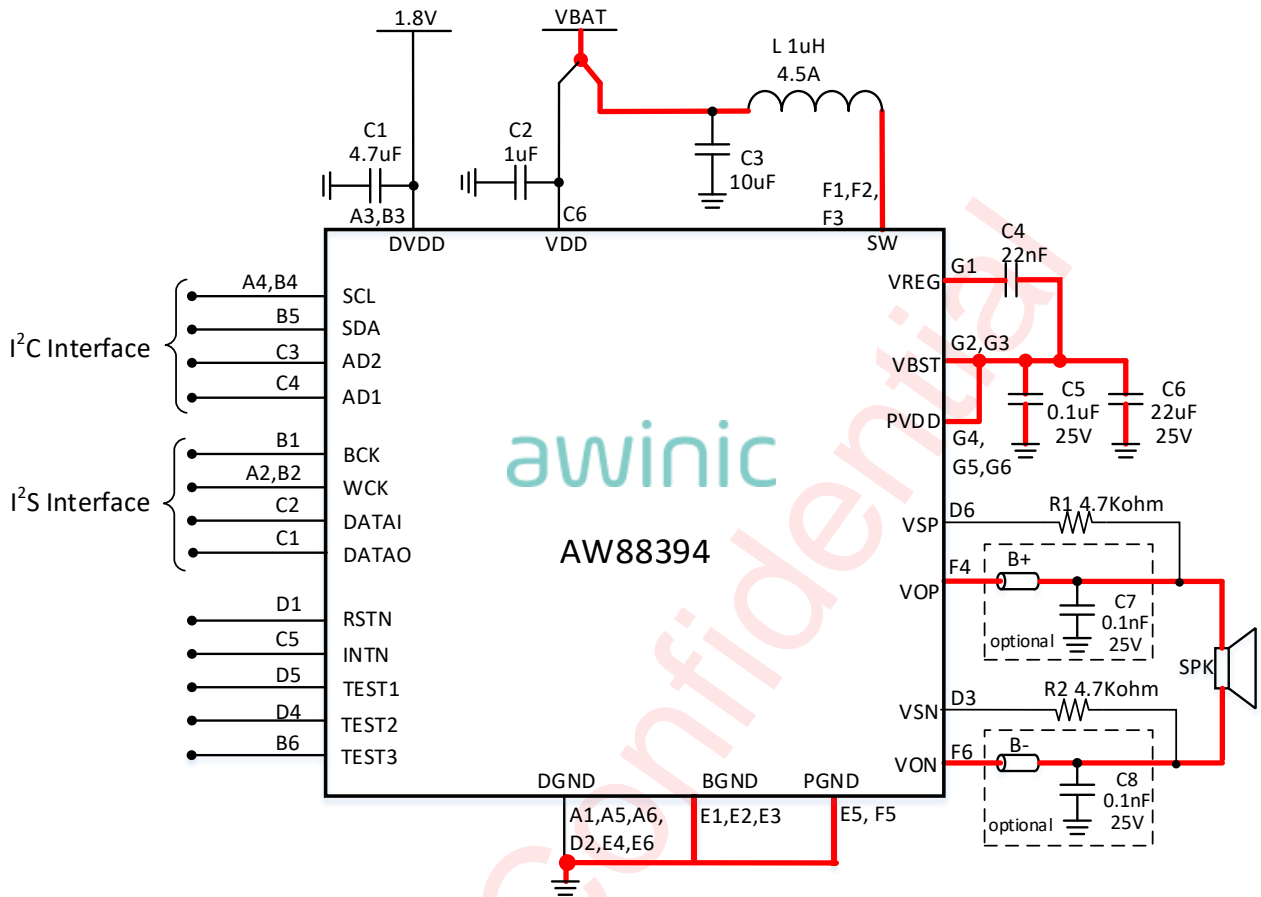 1.8V
VBAT
L 1uH
4.5A
C1
4.7uF
C2
1uF
C3
10uF
A3,B3
C6
F1,F2,
F3
DVDD
VDD
SW
C4
22nF
VREG
G1
A4,B4
SCL
B5
SDA
I²C Interface
C3
AD2
C4
AD1
VBST
G2,G3
C5
0.1uF
25V
C6
22uF
25V
PVDD
G4,
G5,G6
B1
BCK
A2,B2
WCK
I²S Interface
C2
DATAI
C1
DATAO
awinic
AW88394
VSP
D6
R1 4.7Kohm
VOP
F4
B+
C7
0.1nF
25V
optional
SPK
D1
RSTN
C5
INTN
D5
TEST1
D4
TEST2
B6
TEST3
VSN
D3
R2 4.7Kohm
VON
F6
B-
C8
0.1nF
25V
optional
DGND
BGND
PGND
A1,A5,A6,
D2,E4,E6
E1,E2,E3
E5, F5
Confidential